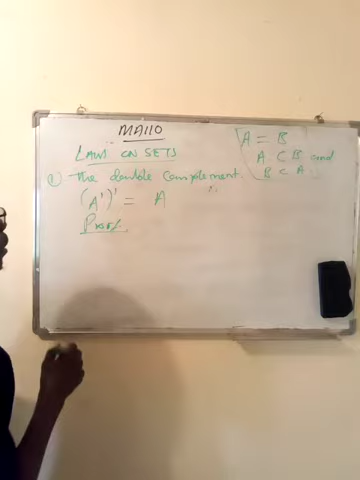 MA110
LAWS ON SETS
① The double Complement.
(A')' = A
Proof.
A = B
A ⊂ B and
B ⊂ A